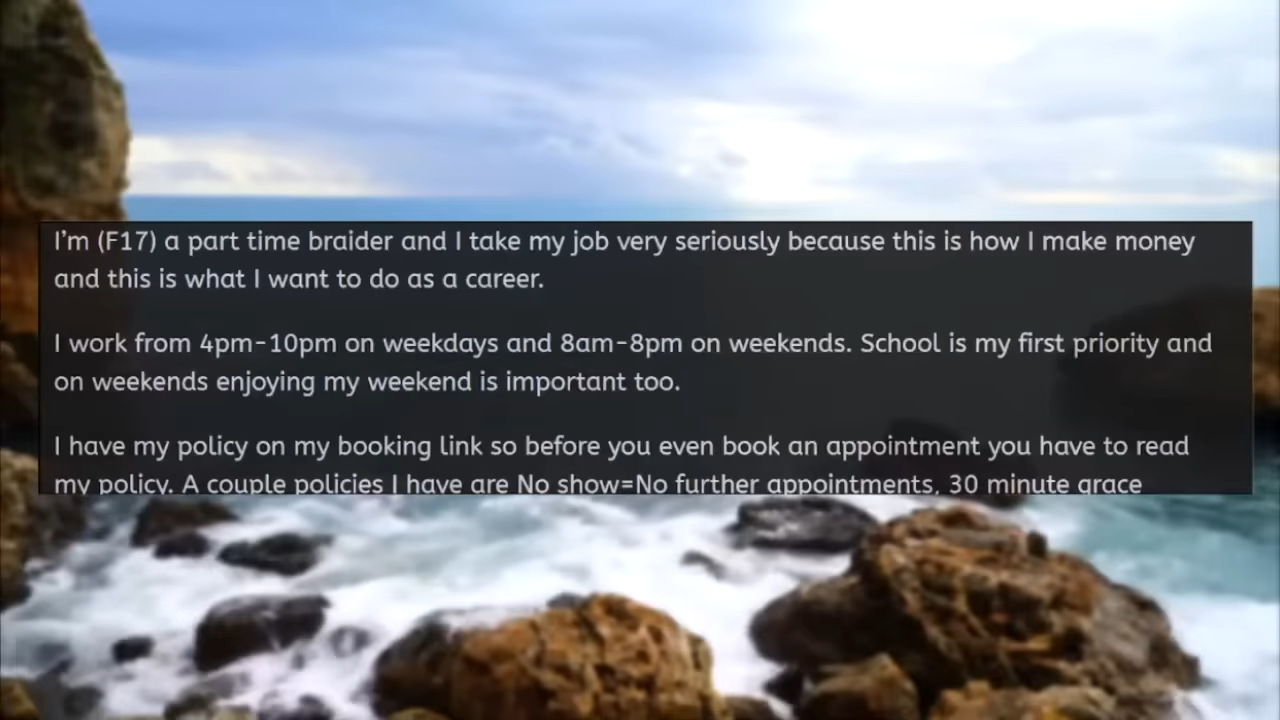 I'm (F17) a part time braider and I take my job very seriously because this is how I make money
and this is what I want to do as a career.
I work from 4pm-10pm on weekdays and 8am-8pm on weekends. School is my first priority and
on weekends enjoying my weekend is important too.
I have my policy on my booking link so before you even book an appointment you have to read
my policy. A couple policies I have are No show=No further appointments, 30 minute grace